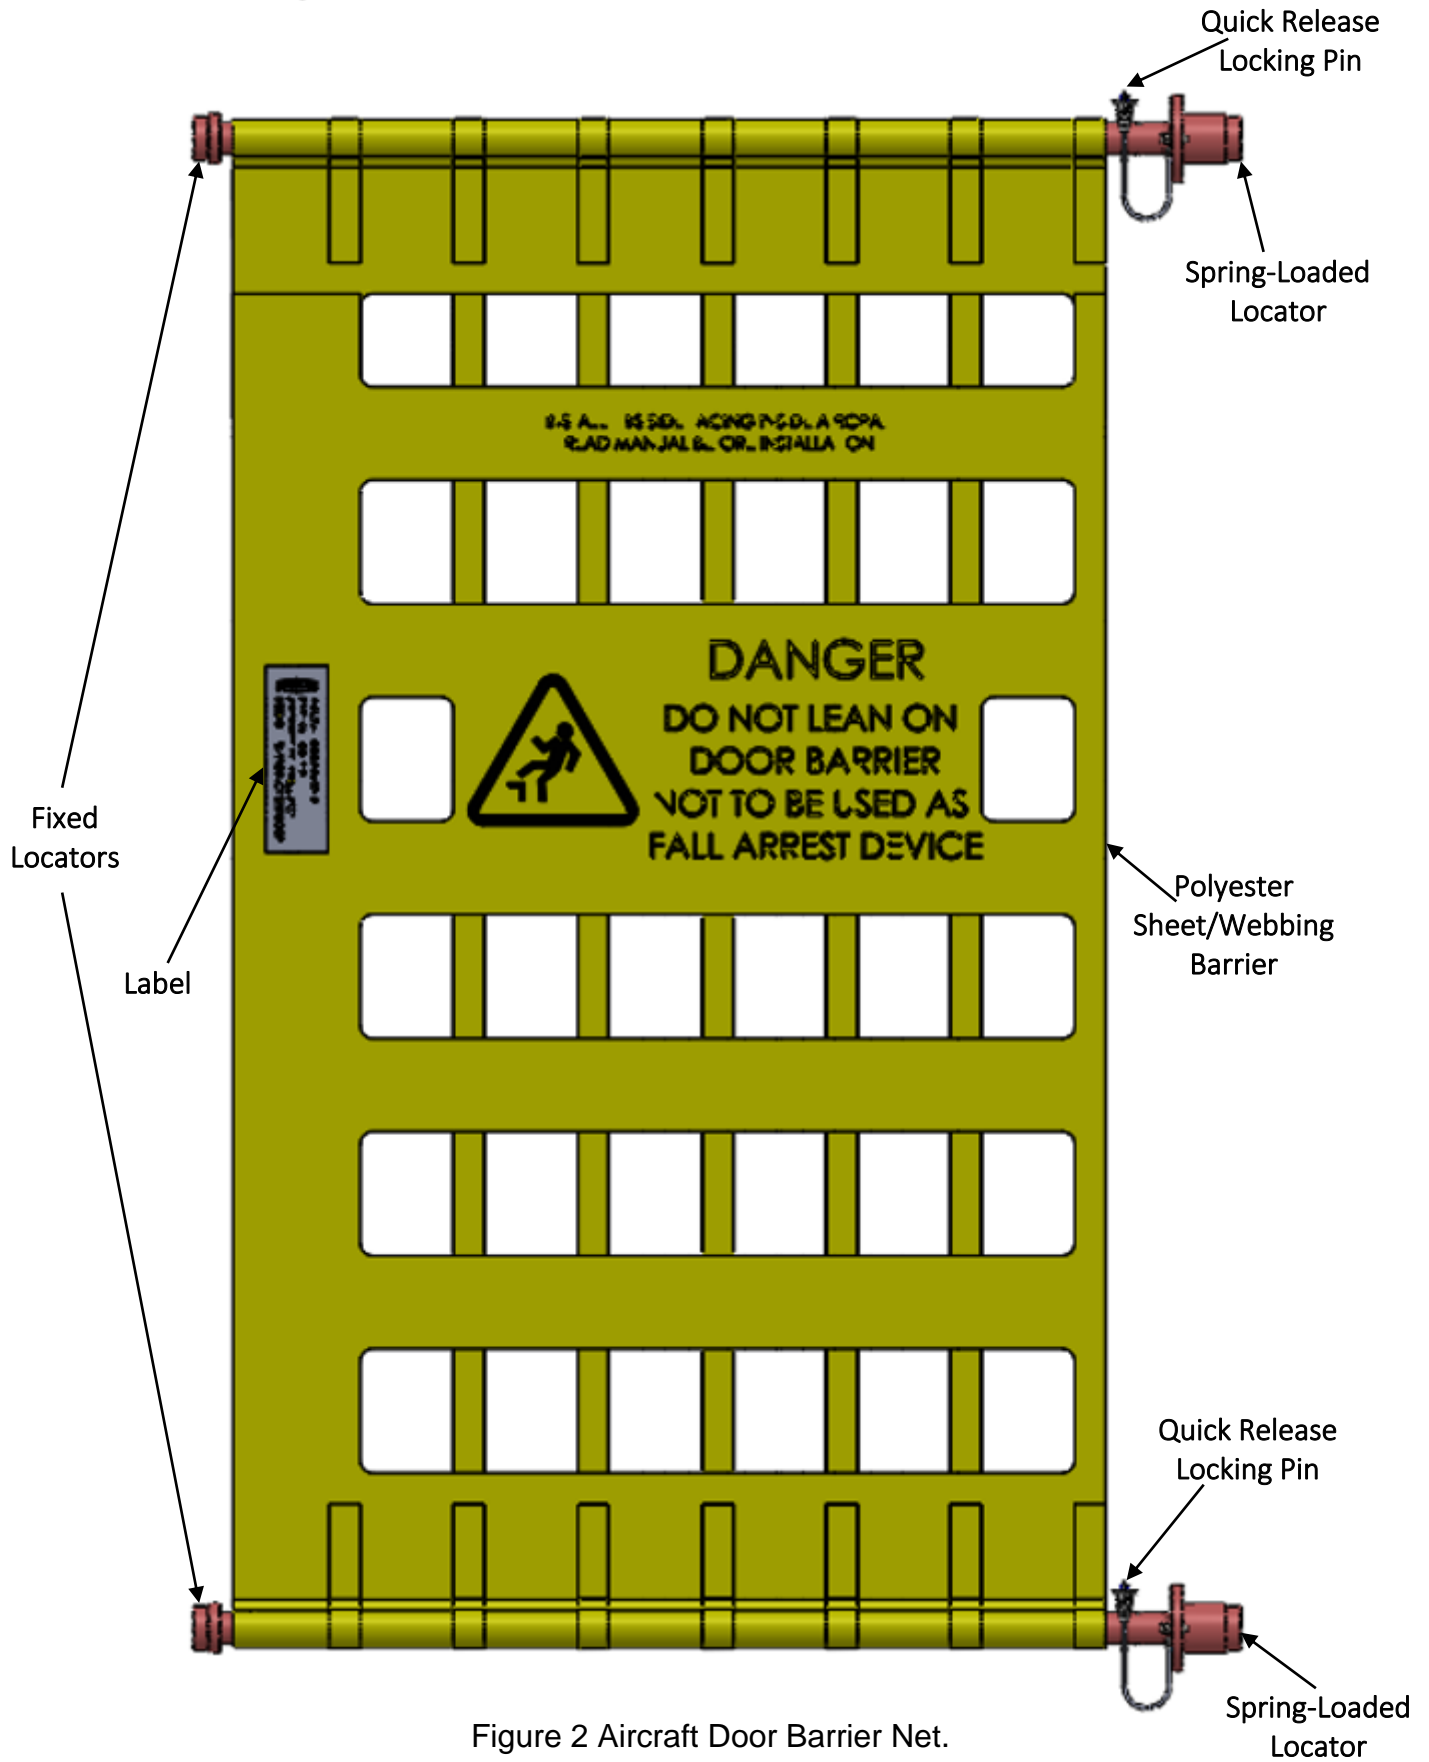 Quick Release
Locking Pin
Spring-Loaded
Locator
DANGER
DO NOT LEAN ON
DOOR BARRIER
NOT TO BE USED AS
FALL ARREST DEVICE
Fixed
Locators
Label
Polyester
Sheet/Webbing
Barrier
Quick Release
Locking Pin
Spring-Loaded
Locator
Figure 2 Aircraft Door Barrier Net.